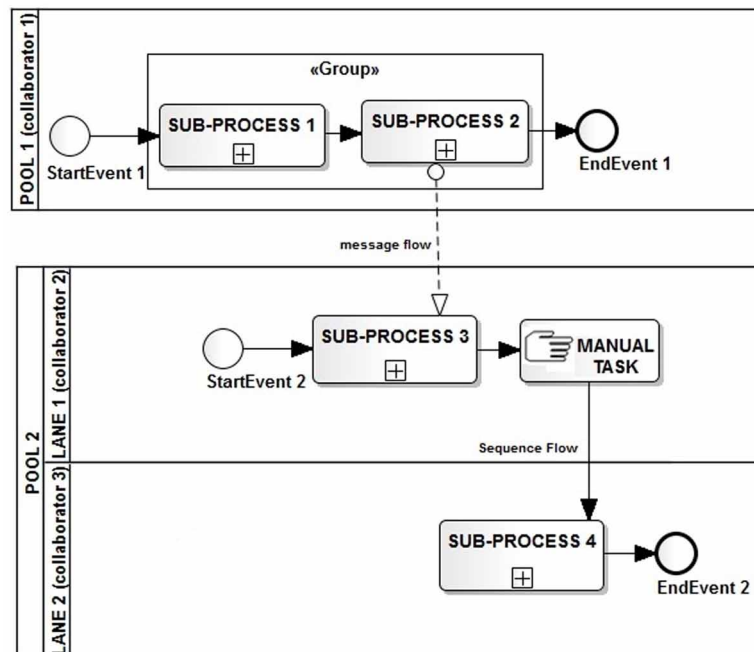 POOL 1 (collaborator 1)
«Group»
SUB-PROCESS 1
SUB-PROCESS 2
StartEvent 1
EndEvent 1
message flow
POOL 2
LANE 1 (collaborator 2)
SUB-PROCESS 3
StartEvent 2
MANUAL
TASK
Sequence Flow
LANE 2 (collaborator 3)
SUB-PROCESS 4
EndEvent 2